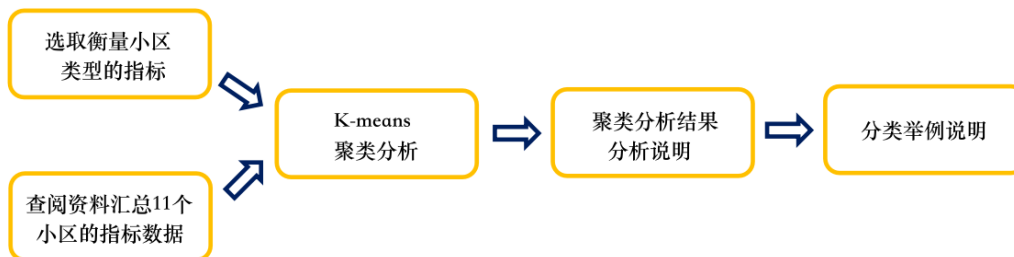 选取衡量小区
类型的指标
查阅资料汇总11个
小区的指标数据
K-means
聚类分析
聚类分析结果
分析说明
分类举例说明